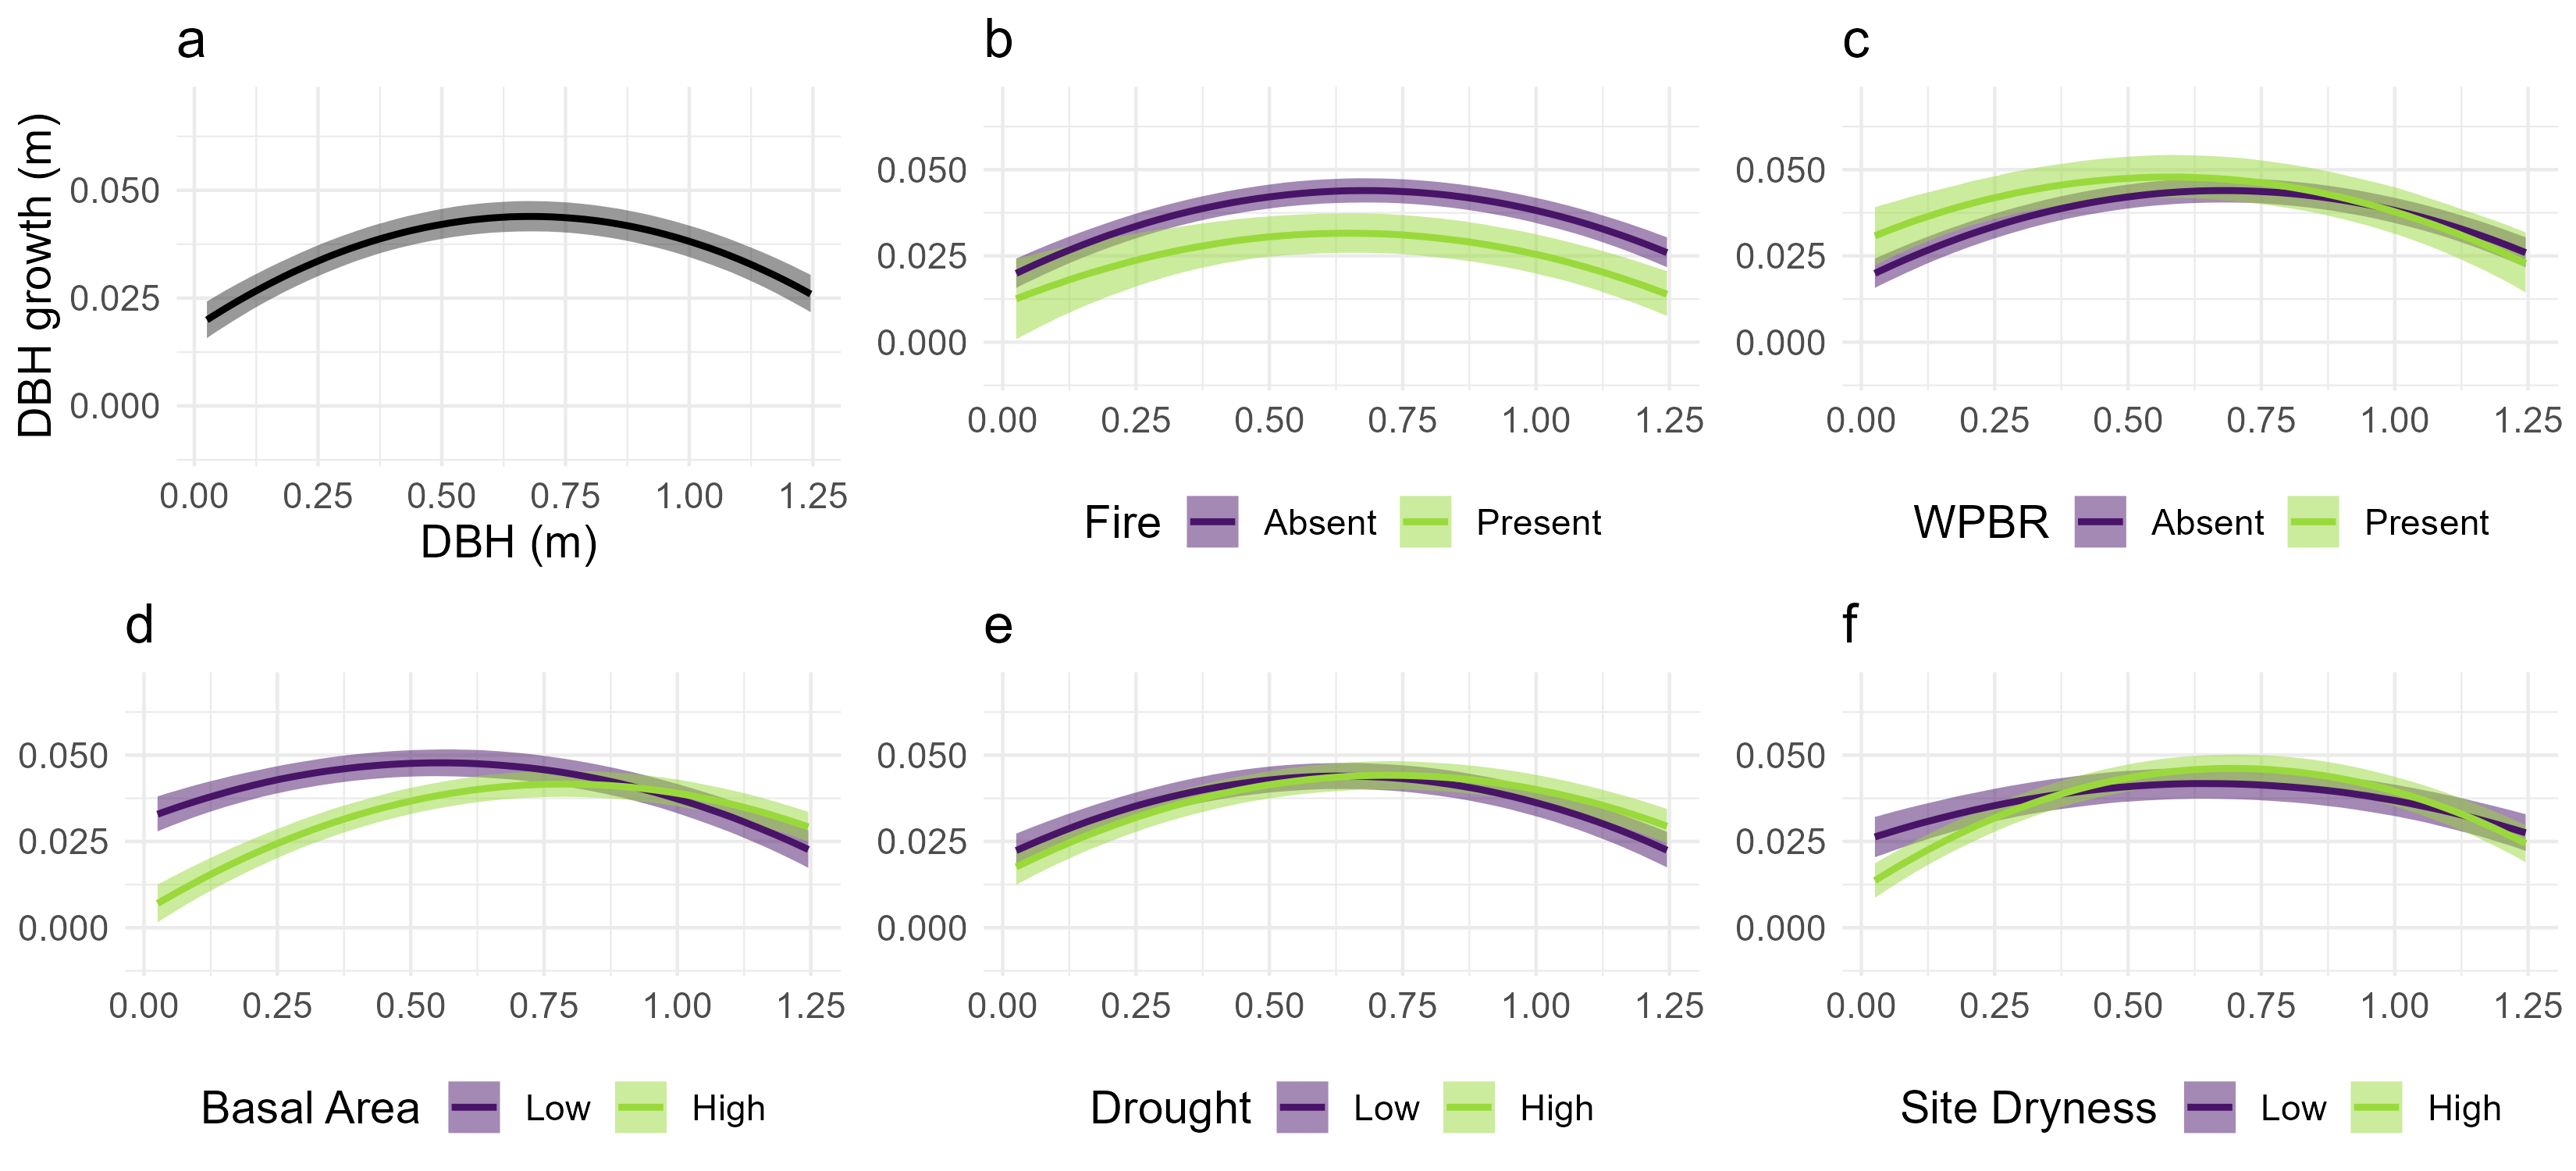 a
b
c
DBH growth (m)
0.050
0.025
0.000
0.00 0.25 0.50 0.75 1.00 1.25
DBH (m)
0.050
0.025
0.000
0.00 0.25 0.50 0.75 1.00 1.25
Fire Absent Present
0.050
0.025
0.000
0.00 0.25 0.50 0.75 1.00 1.25
WPBR Absent Present
d
e
f
0.050
0.025
0.000
0.00 0.25 0.50 0.75 1.00 1.25
Basal Area Low High
0.050
0.025
0.000
0.00 0.25 0.50 0.75 1.00 1.25
Drought Low High
0.050
0.025
0.000
0.00 0.25 0.50 0.75 1.00 1.25
Site Dryness Low High